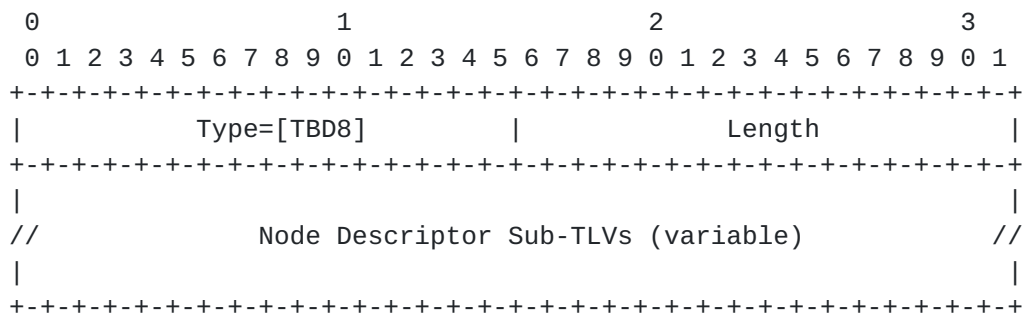 0                   1                   2                   3
 0 1 2 3 4 5 6 7 8 9 0 1 2 3 4 5 6 7 8 9 0 1 2 3 4 5 6 7 8 9 0 1
+-+-+-+-+-+-+-+-+-+-+-+-+-+-+-+-+-+-+-+-+-+-+-+-+-+-+-+-+-+-+-+-+
|           Type=[TBD8]         |             Length            |
+-+-+-+-+-+-+-+-+-+-+-+-+-+-+-+-+-+-+-+-+-+-+-+-+-+-+-+-+-+-+-+-+
|                                                               |
//              Node Descriptor Sub-TLVs (variable)            //
|                                                               |
+-+-+-+-+-+-+-+-+-+-+-+-+-+-+-+-+-+-+-+-+-+-+-+-+-+-+-+-+-+-+-+-+